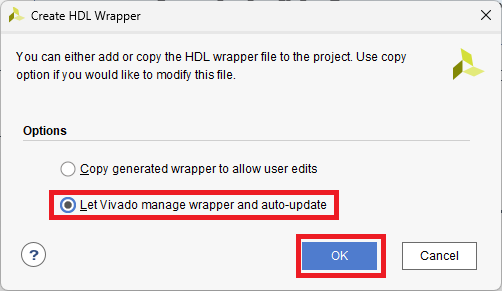 Create HDL Wrapper
You can either add or copy the HDL wrapper file to the project. Use copy
option if you would like to modify this file.
Options
Copy generated wrapper to allow user edits
Let Vivado manage wrapper and auto-update
?
OK
Cancel